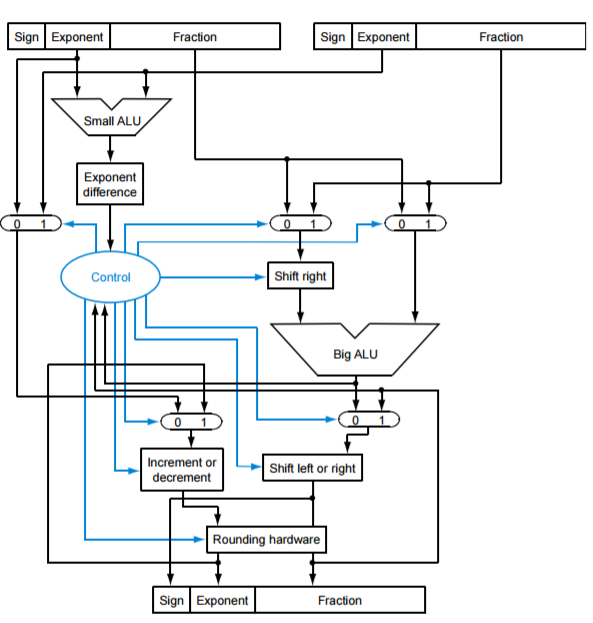 Sign Exponent Fraction Sign Exponent Fraction
Small ALU
Exponent
difference
0 1 0 1 0 1
Control
Shift right
Big ALU
0 1 0 1
Increment or
decrement
Shift left or right
Rounding hardware
Sign Exponent Fraction